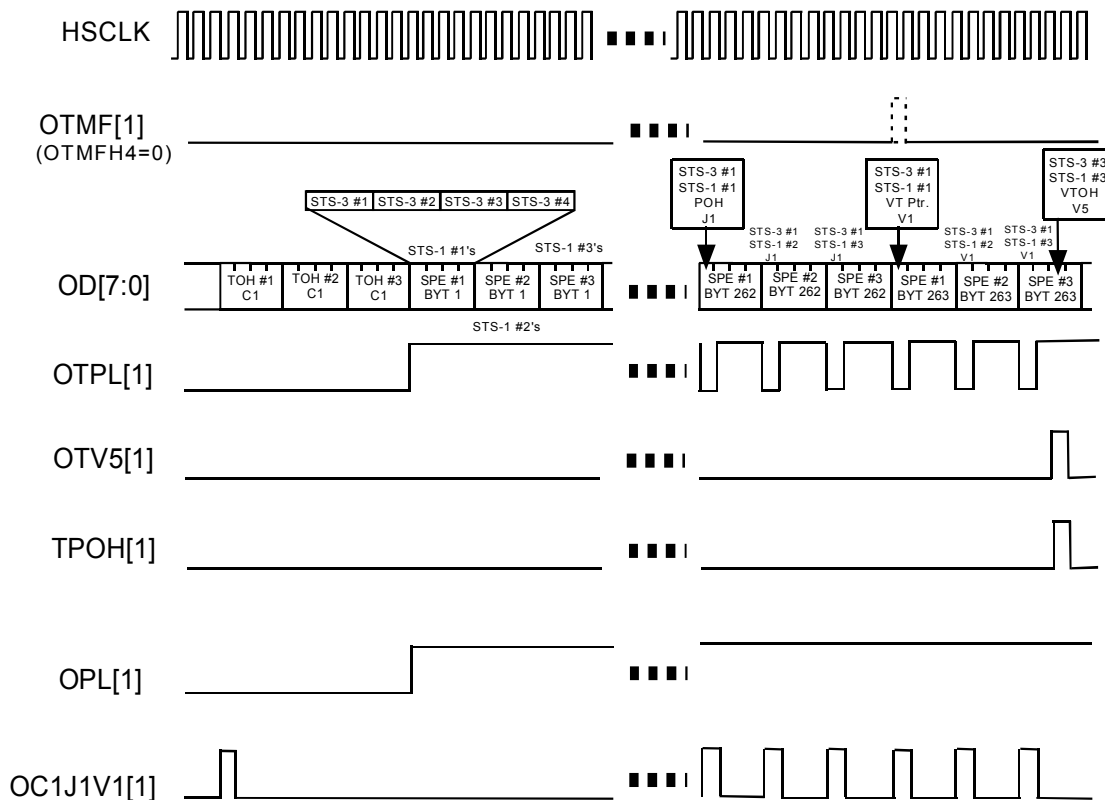 HSCLK
OTMF[1]
(OTMFH4=0)
STS-3 #1
STS-1 #1
POH
J1
STS-3 #1
STS-1 #1
VT Ptr.
V1
STS-3 #3
STS-1 #3
VTOH
V5
STS-3 #1 STS-3 #2 STS-3 #3 STS-3 #4
STS-1 #1's
STS-1 #3's
STS-3 #1
STS-1 #2
J1
STS-3 #1
STS-1 #3
J1
STS-3 #1
STS-1 #2
V1
STS-3 #1
STS-1 #3
V1
OD[7:0]
TOH #1
C1
TOH #2
C1
TOH #3
C1
SPE #1
BYT 1
SPE #2
BYT 1
SPE #3
BYT 1
SPE #1
BYT 262
SPE #2
BYT 262
SPE #3
BYT 262
SPE #1
BYT 263
SPE #2
BYT 263
SPE #3
BYT 263
STS-1 #2's
OTPL[1]
OTV5[1]
TPOH[1]
OPL[1]
OC1J1V1[1]